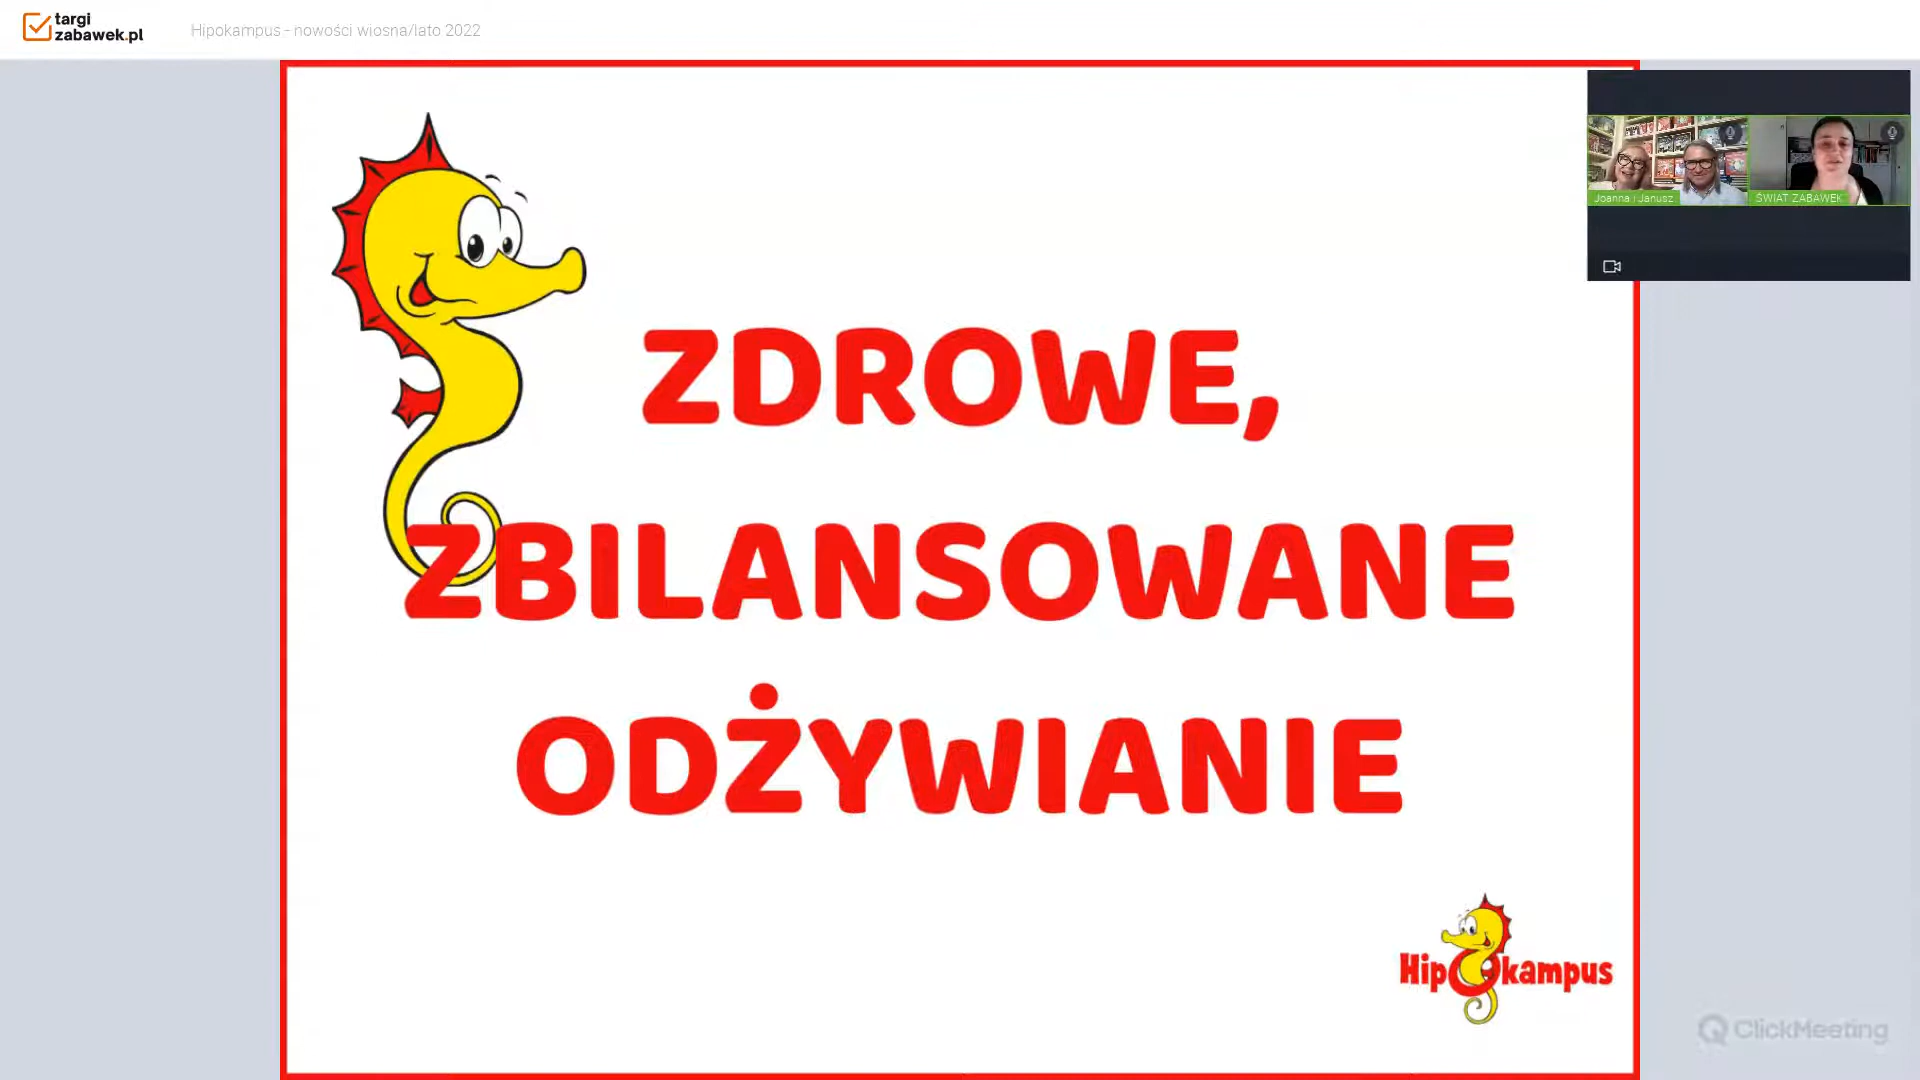 targi
zabawek.pl
Hipokampus - nowości wiosna/lato 2022
Joanna i Janusz
ŚWIAT ZABAWEK
ZDROWE,
ZBILANSOWANE
ODŻYWIANIE
Hipokampus
ClickMeeting